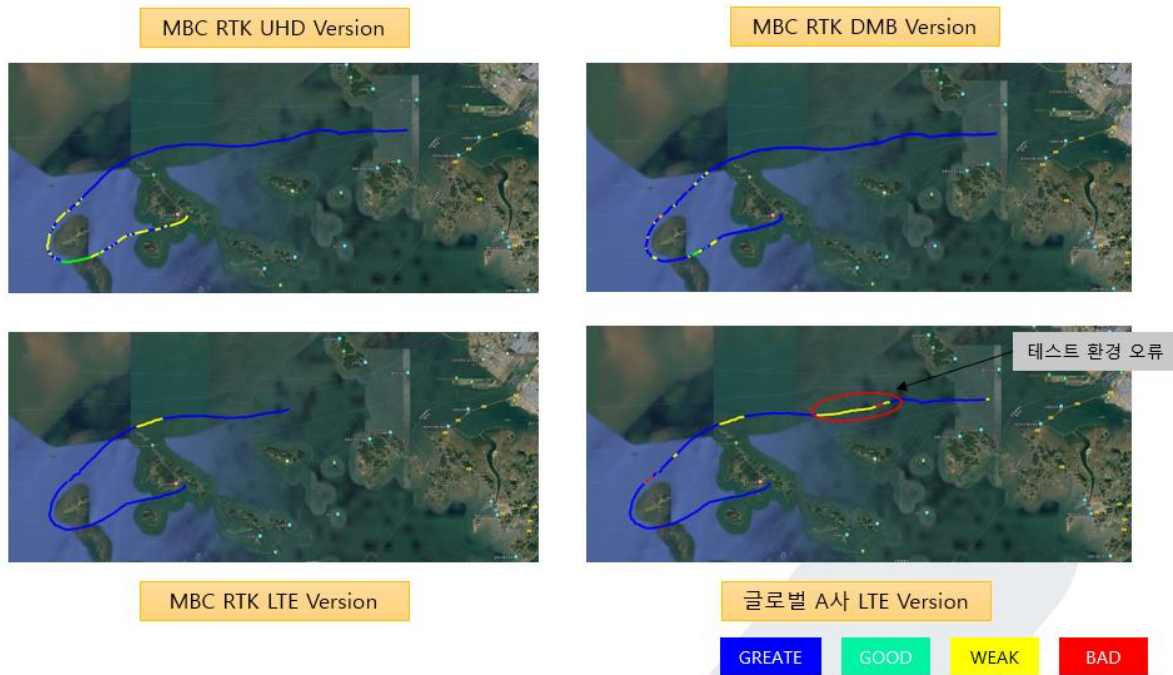 MBC RTK UHD Version
MBC RTK DMB Version
테스트 환경 오류
MBC RTK LTE Version
글로벌 A사 LTE Version
GREATE
GOOD
WEAK
BAD